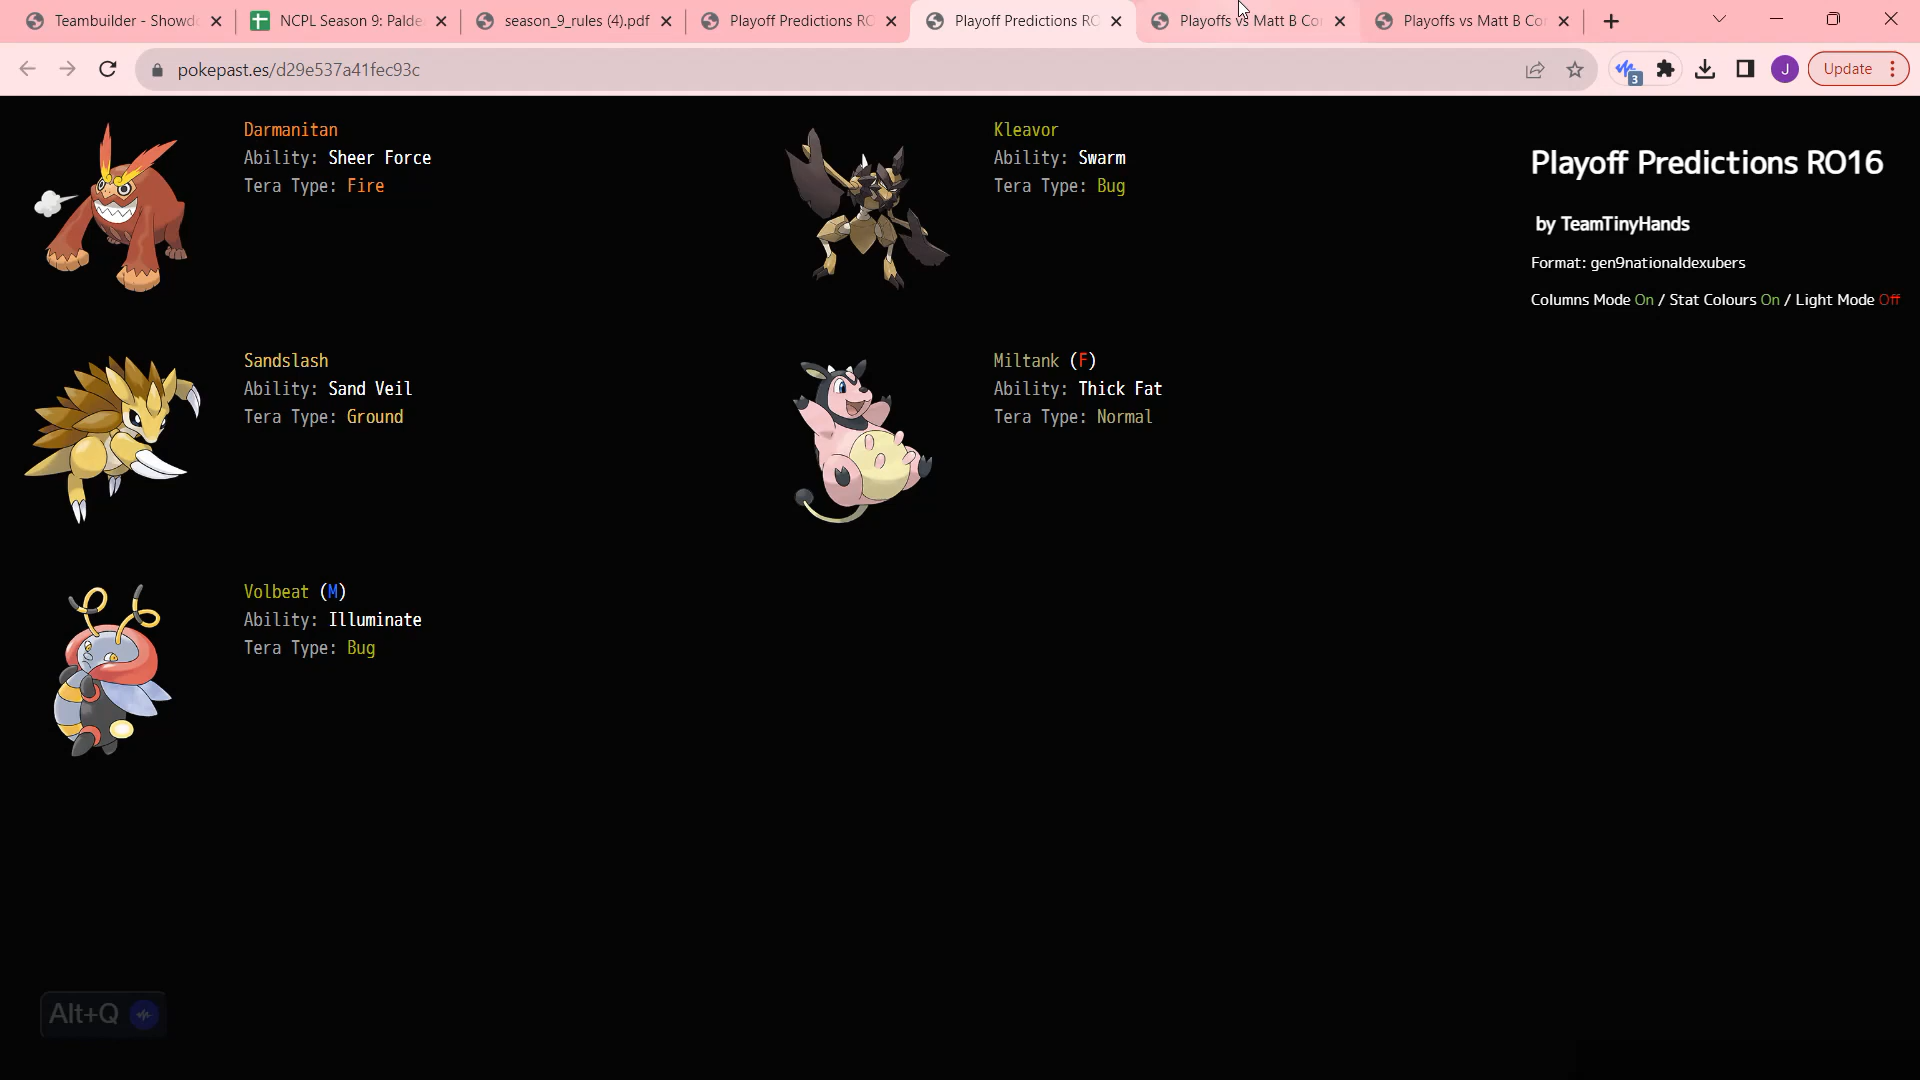 Teambuilder - Showd
NCPL Season 9: Palde
season_9_rules (4).pdf
Playoff Predictions RO
Playoff Predictions RO
Playoffs vs Matt B Co
Playoffs vs Matt B Co
pokepast.es/d29e537a41fec93c
3
J
Update
Darmanitan
Ability: Sheer Force
Tera Type: Fire
Kleavor
Ability: Swarm
Tera Type: Bug
Playoff Predictions RO16
by TeamTinyHands
Format: gen9nationaldexubers
Columns Mode On / Stat Colours On / Light Mode Off
Sandslash
Ability: Sand Veil
Tera Type: Ground
Miltank (F)
Ability: Thick Fat
Tera Type: Normal
Volbeat (M)
Ability: Illuminate
Tera Type: Bug
Alt+Q